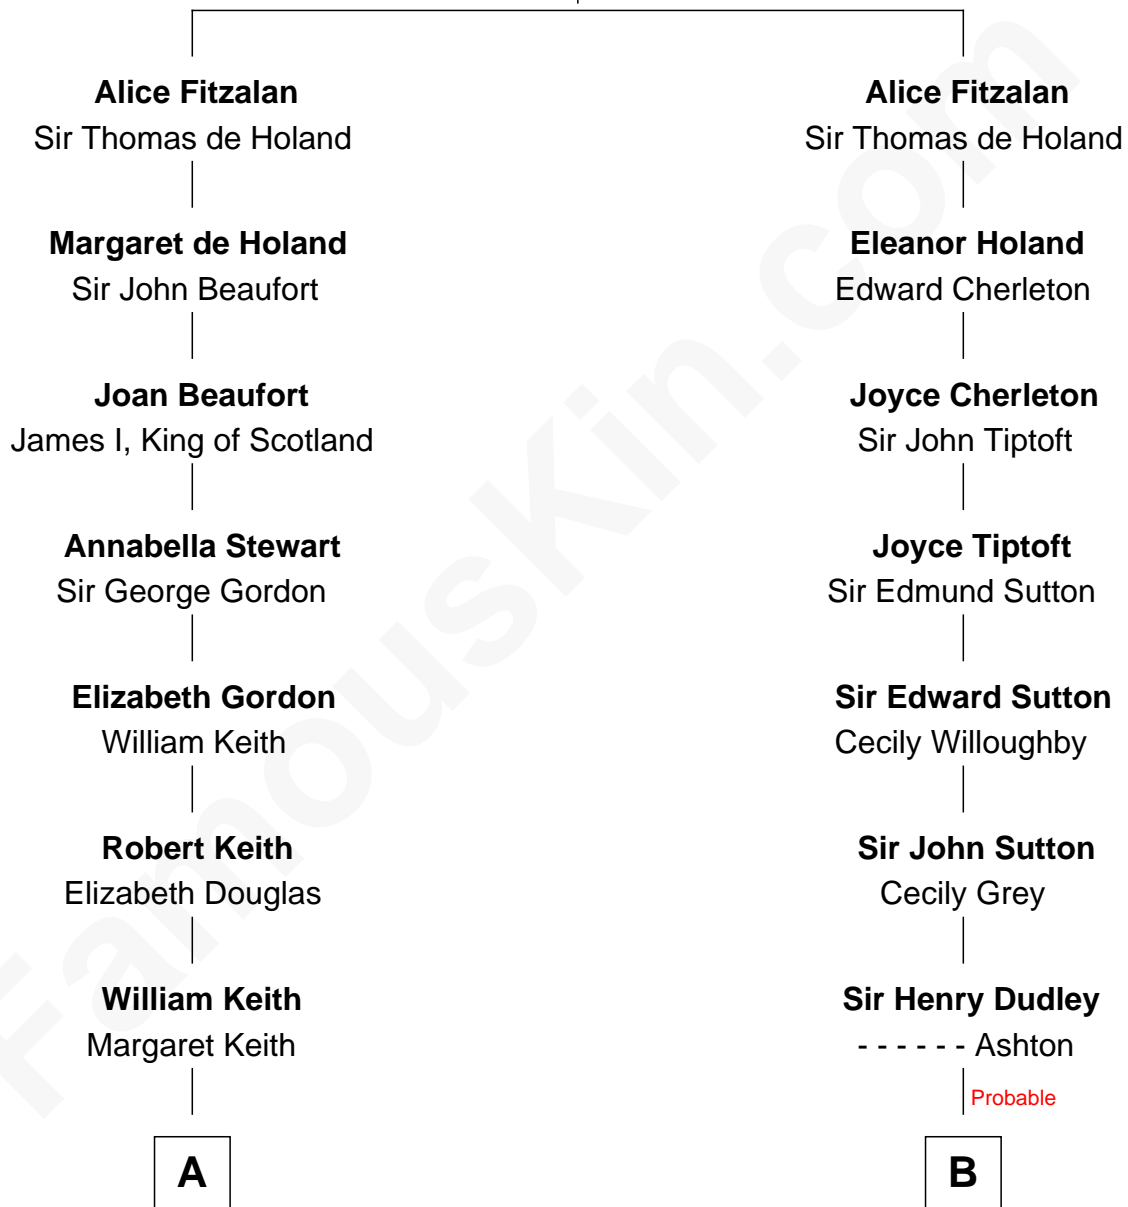 Alice Fitzalan
Sir Thomas de Holand
Margaret de Holand
Sir John Beaufort
Joan Beaufort
James I, King of Scotland
Annabella Stewart
Sir George Gordon
Elizabeth Gordon
William Keith
Robert Keith
Elizabeth Douglas
William Keith
Margaret Keith
A
Alice Fitzalan
Sir Thomas de Holand
Eleanor Holand
Edward Cherleton
Joyce Cherleton
Sir John Tiptoft
Joyce Tiptoft
Sir Edmund Sutton
Sir Edward Sutton
Cecily Willoughby
Sir John Sutton
Cecily Grey
Sir Henry Dudley
- - - - - - Ashton
Probable
B
FamousKin.com